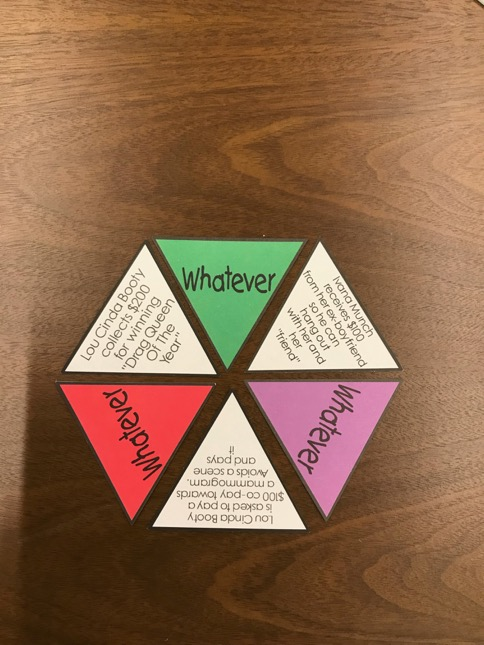 Whatever
Lou Cinda Booty
collects $200
for winning
"Drag Queen
Of The
Year"
Ivana Munch
receives $100
from her ex-boyfriend
so he can
hang out
with her and
her
"friend"
Whatever
Whatever
Lou Cinda Booty
is asked to pay a
$100 co-pay towards
a mammogram.
Avoids a scene
and pays
it